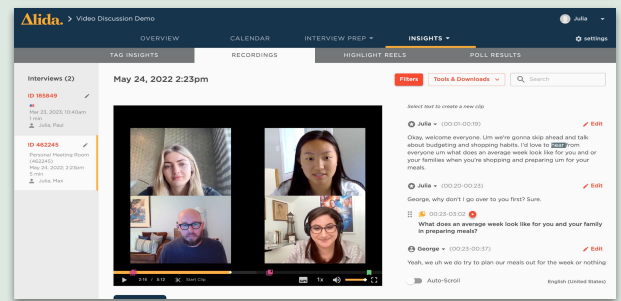 Alida. > Video Discussion Demo
Julia
OVERVIEW
CALENDAR
INTERVIEW PREP
INSIGHTS
settings
TAG INSIGHTS
RECORDINGS
HIGHLIGHT REELS
POLL RESULTS
Interviews (2)
ID 185849
Mar 23, 2022; 10:40am
1 min
Julia, Paul
ID 462245
Personal Meeting Room
(462245)
May 24, 2022; 2:23pm
5 min
Julia, Max
May 24, 2022 2:23pm
Filters
Tools & Downloads
Search
2:16 / 5:12
Start Clip
1x
Select text to create a new clip
Julia (00:01-00:19)
Edit
Okay, welcome everyone. Um we're gonna skip ahead and talk
about budgeting and shopping habits. I'd love to hear from
everyone um what does an average week look like for you and or
your families when you're shopping and preparing um for your
meals.
Julia (00:20-00:23)
Edit
George, why don't I go over to you first? Sure.
00:23-03:02
What does an average week look like for you and your family
in preparing meals?
George (00:23-00:37)
Edit
Yeah, we uh we do try to plan our meals out for the week or nothing
Auto-Scroll
English (United States)